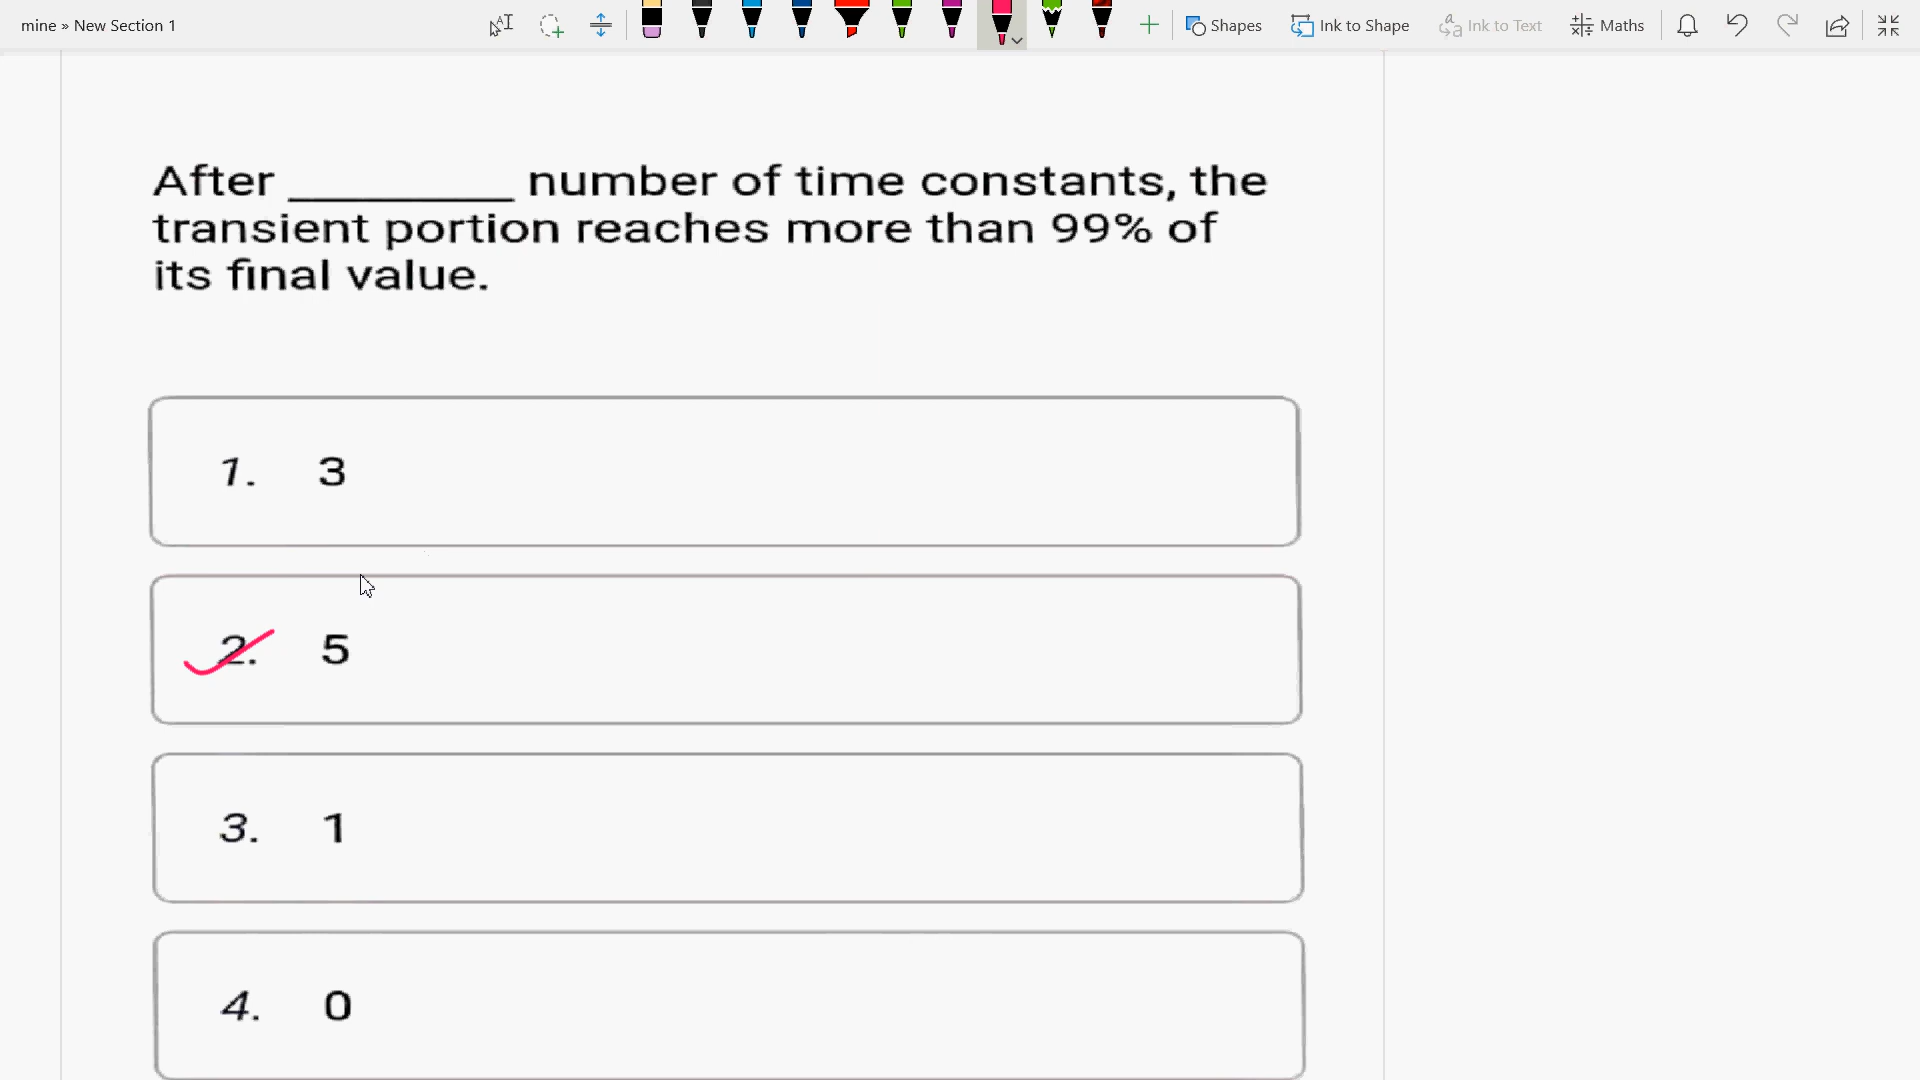 mine » New Section 1
Shapes
Ink to Shape
Ink to Text
Maths
After _________ number of time constants, the
transient portion reaches more than 99% of
its final value.
1. 3
2. 5
3. 1
4. 0